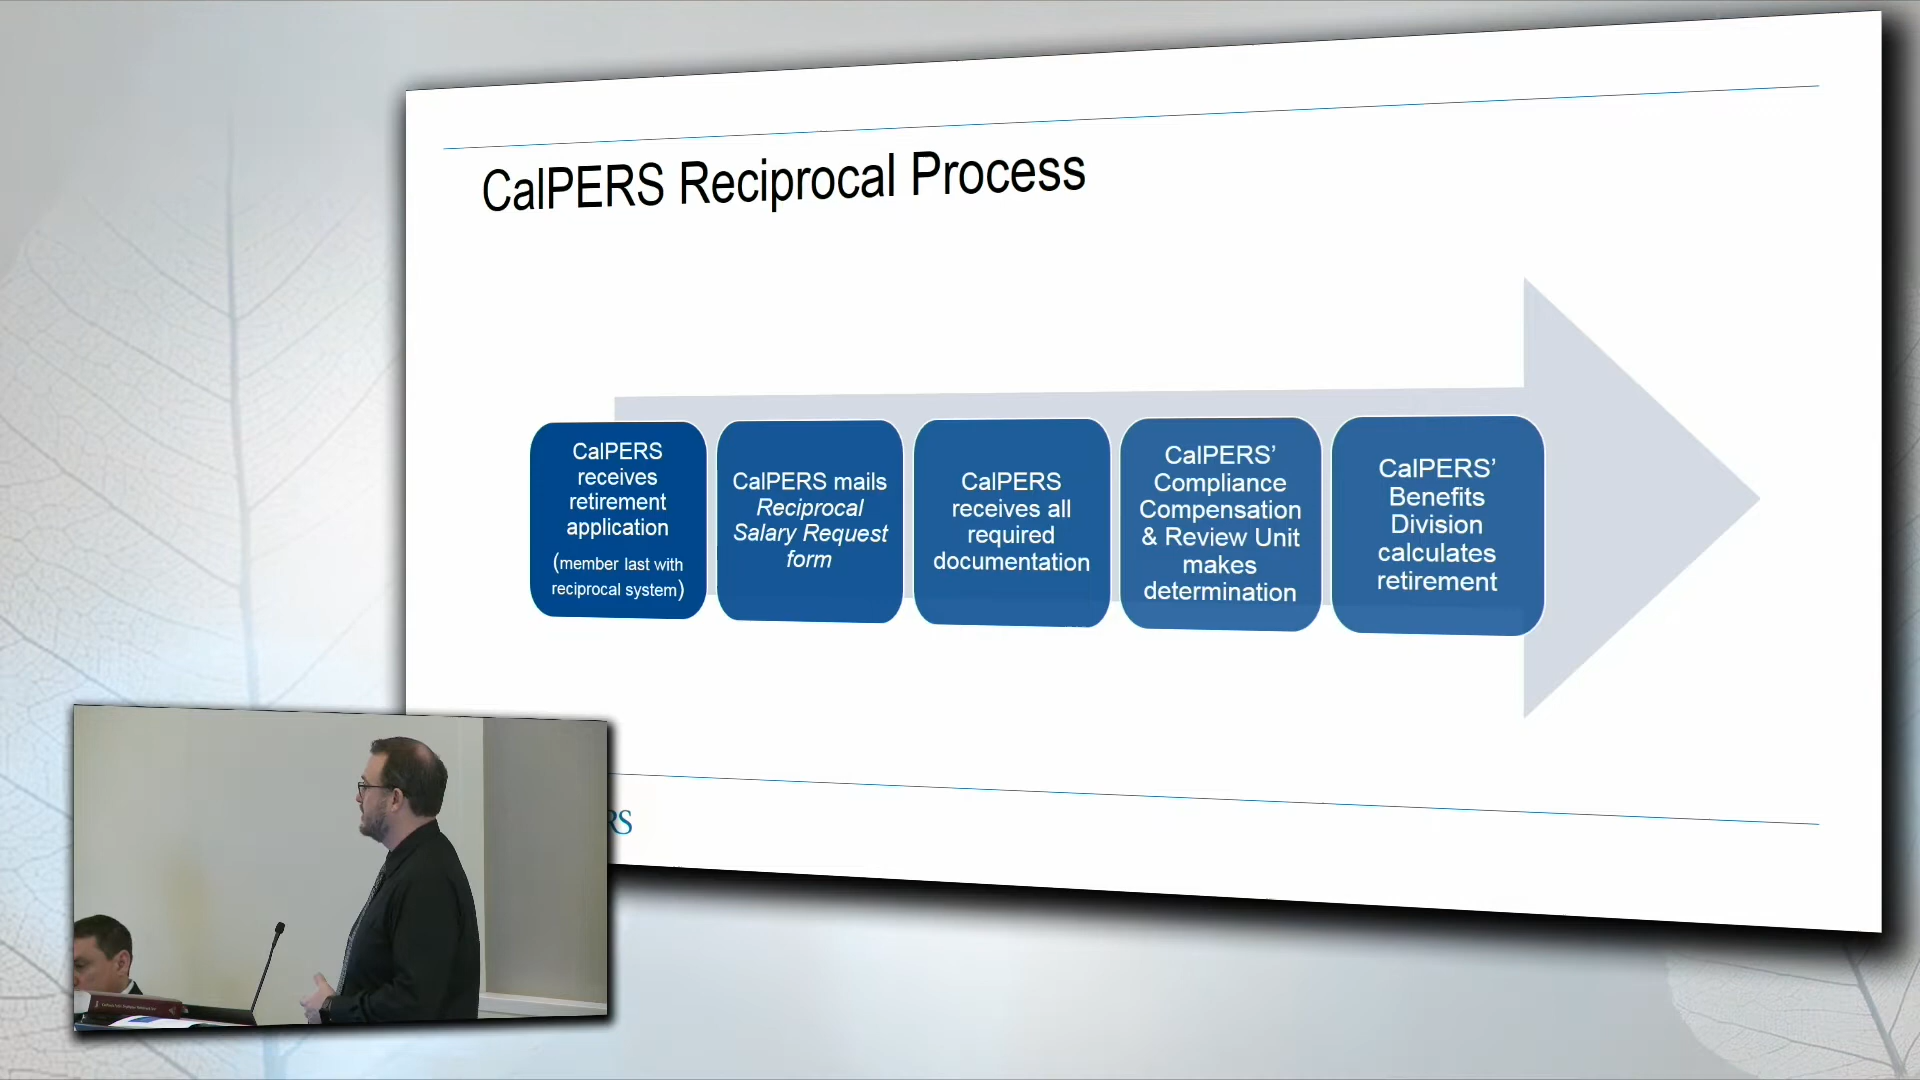 CalPERS Reciprocal Process
CalPERS
receives
retirement
application
(member last with
reciprocal system)
CalPERS mails
Reciprocal
Salary Request
form
CalPERS
receives all
required
documentation
CalPERS’
Compliance
Compensation
& Review Unit
makes
determination
CalPERS’
Benefits
Division
calculates
retirement
RS